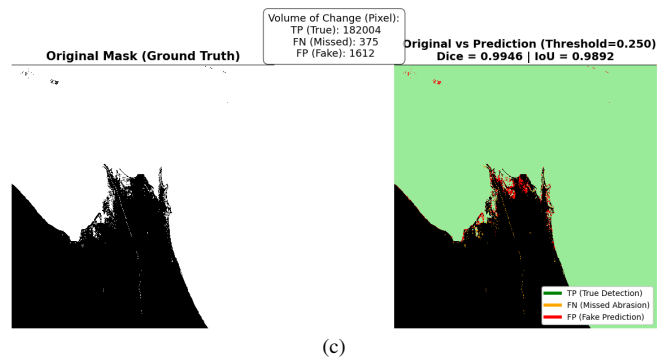 Volume of Change (Pixel):
TP (True): 182004
FN (Missed): 375
FP (Fake): 1612
Original Mask (Ground Truth)
Original vs Prediction (Threshold=0.250)
Dice = 0.9946 | IoU = 0.9892
TP (True Detection)
FN (Missed Abrasion)
FP (Fake Prediction)
(c)